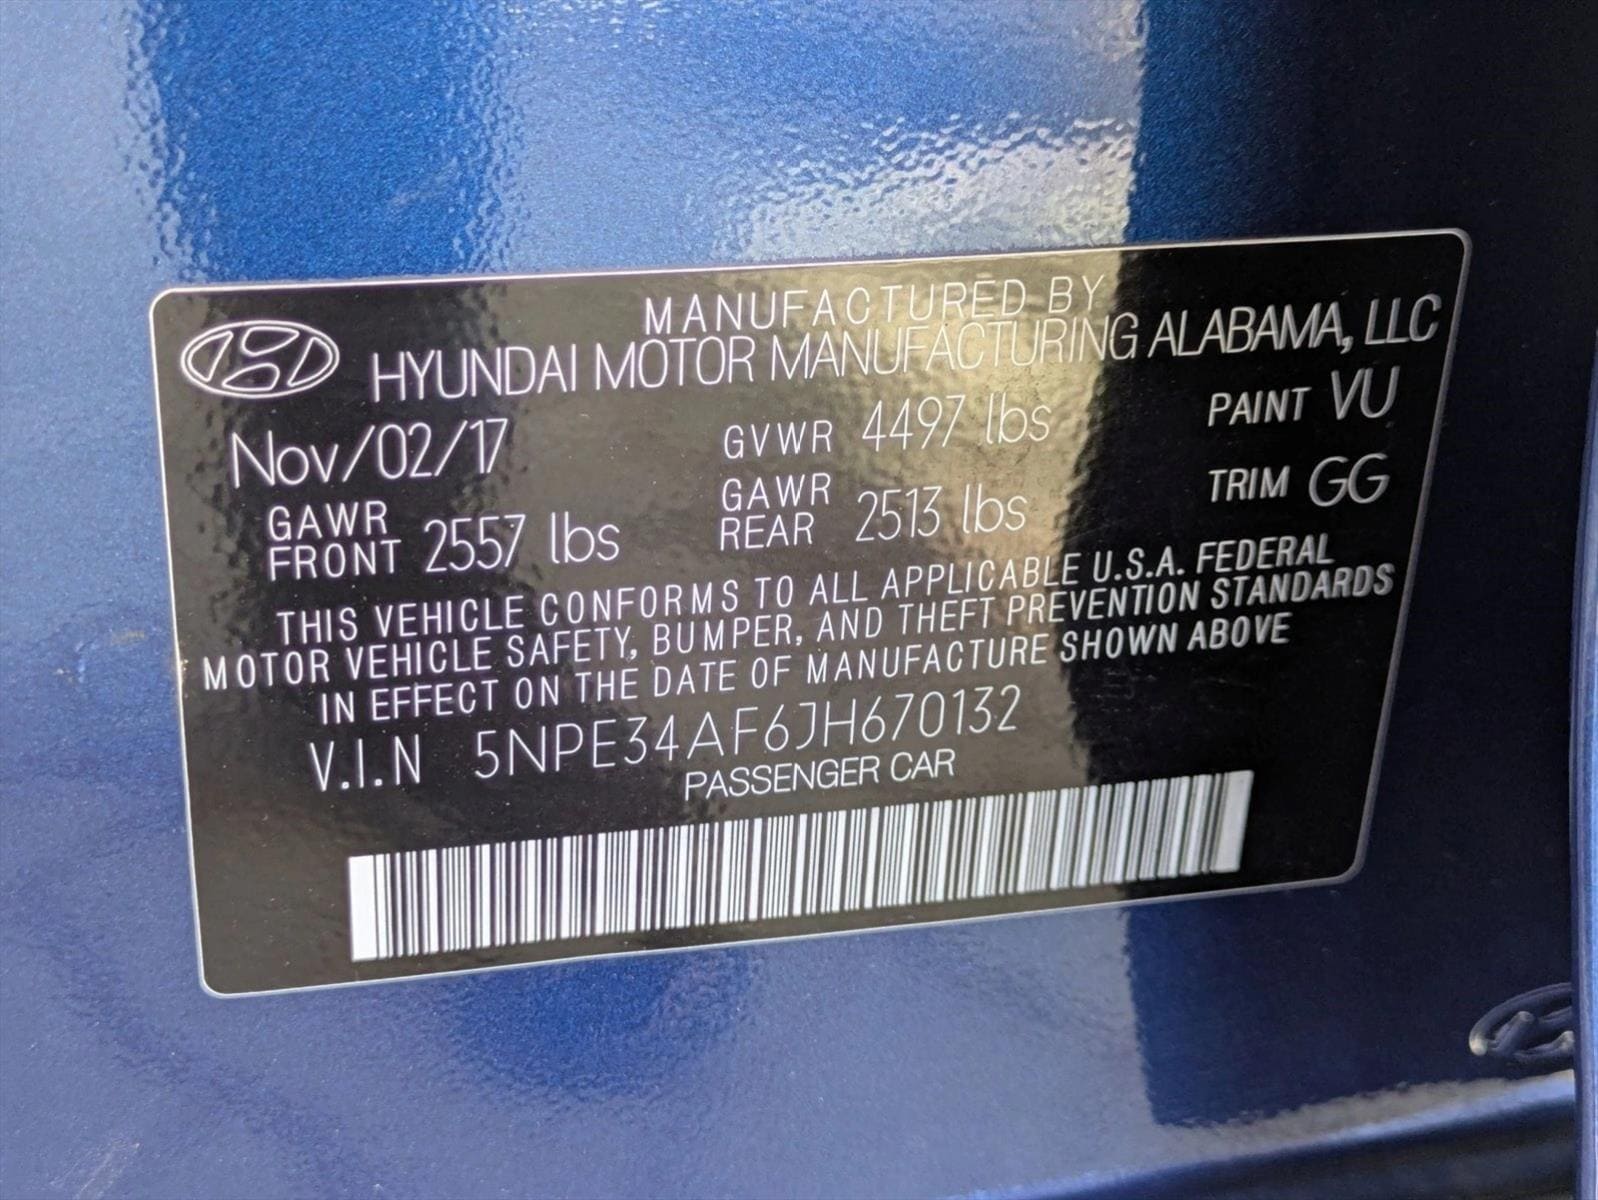 MANUFACTURED BY
HYUNDAI MOTOR MANUFACTURING ALABAMA, LLC
Nov/02/17 GVWR 4497 lbs PAINT VU
GAWR FRONT 2557 lbs GAWR REAR 2513 lbs TRIM GG
THIS VEHICLE CONFORMS TO ALL APPLICABLE U.S.A. FEDERAL
MOTOR VEHICLE SAFETY, BUMPER, AND THEFT PREVENTION STANDARDS
IN EFFECT ON THE DATE OF MANUFACTURE SHOWN ABOVE
V.I.N 5NPE34AF6JH670132
PASSENGER CAR